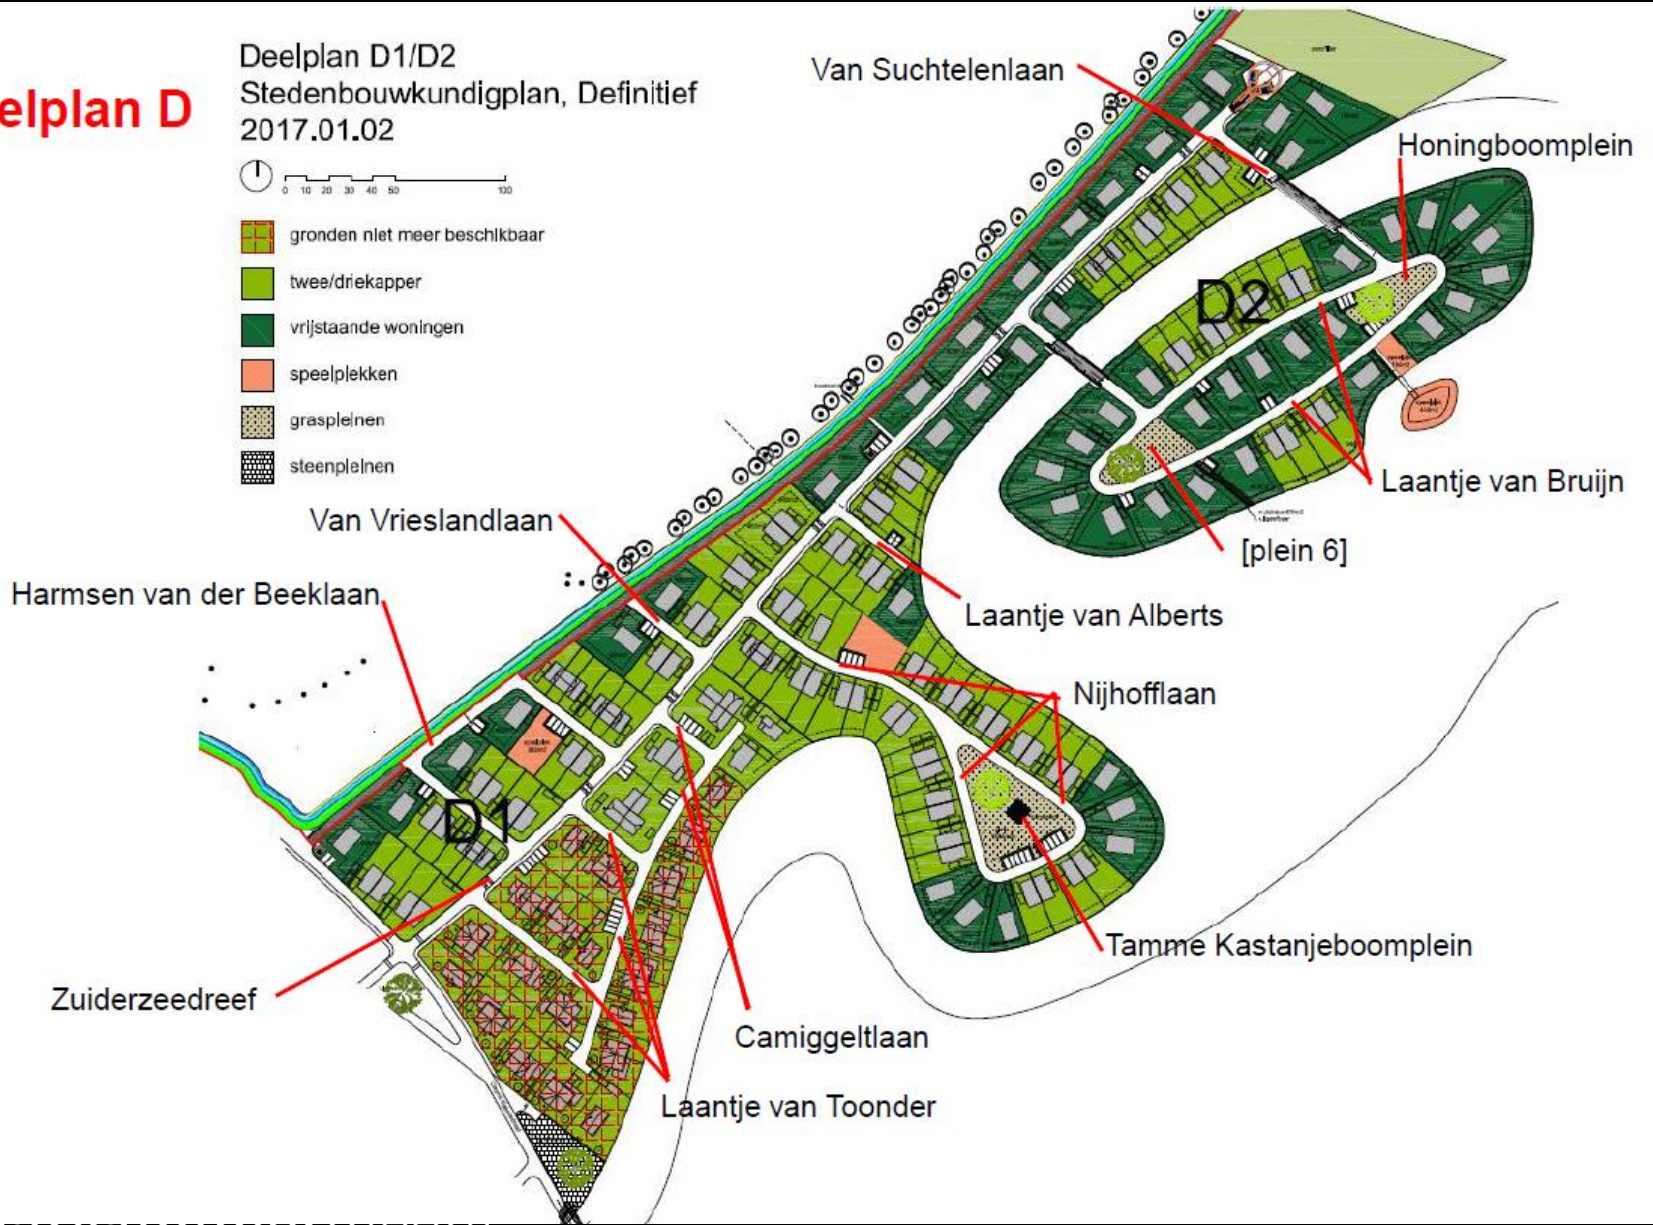 elplan D
Deelplan D1/D2
Stedenbouwkundigplan, Definitief
2017.01.02
0 10 20 30 40 50 100
gronden niet meer beschikbaar
twee/driekapper
vrijstaande woningen
speelplekken
graspleinen
steenpleinen
Van Suchtelenlaan
Honingboomplein
D2
Laantje van Bruijn
[plein 6]
Van Vrieslandlaan
Harmsen van der Beeklaan
Laantje van Alberts
Nijhofflaan
D1
Tamme Kastanjeboomplein
Zuiderzeedreef
Camiggeltlaan
Laantje van Toonder